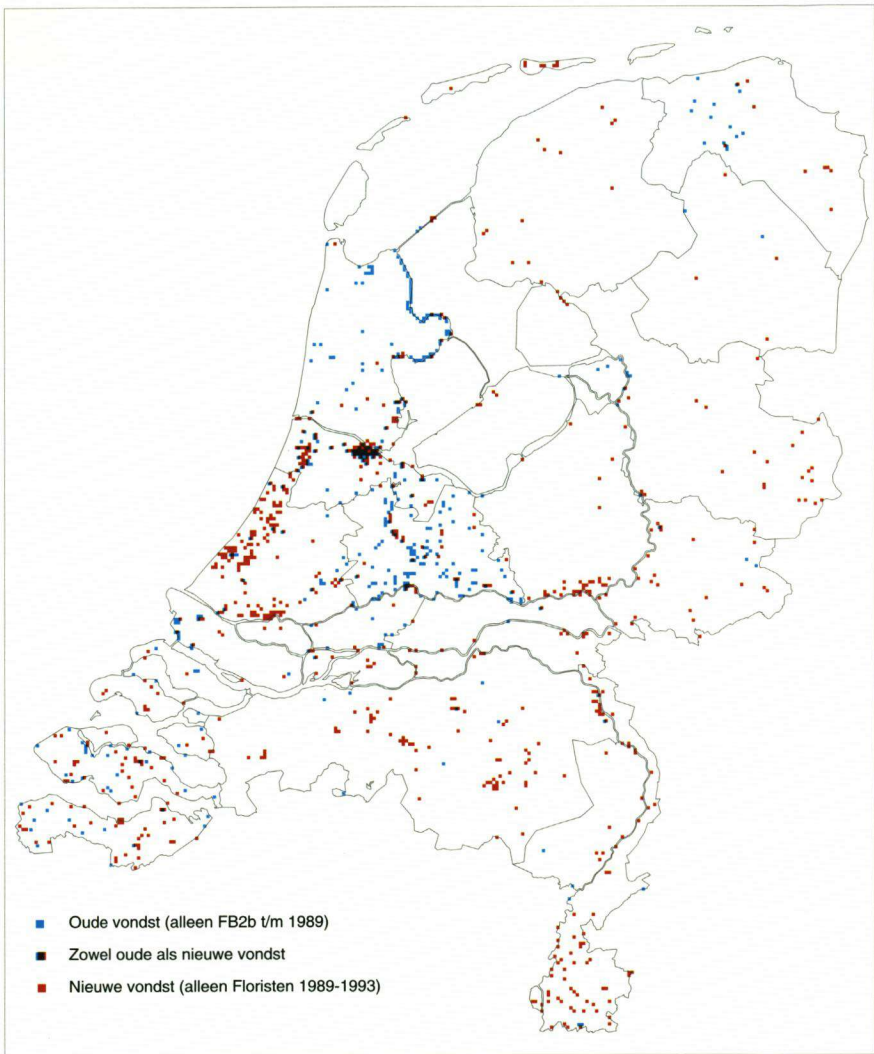 Oude vondst (alleen FB2b t/m 1989)
Zowel oude als nieuwe vondst
Nieuwe vondst (alleen Floristen 1989-1993)